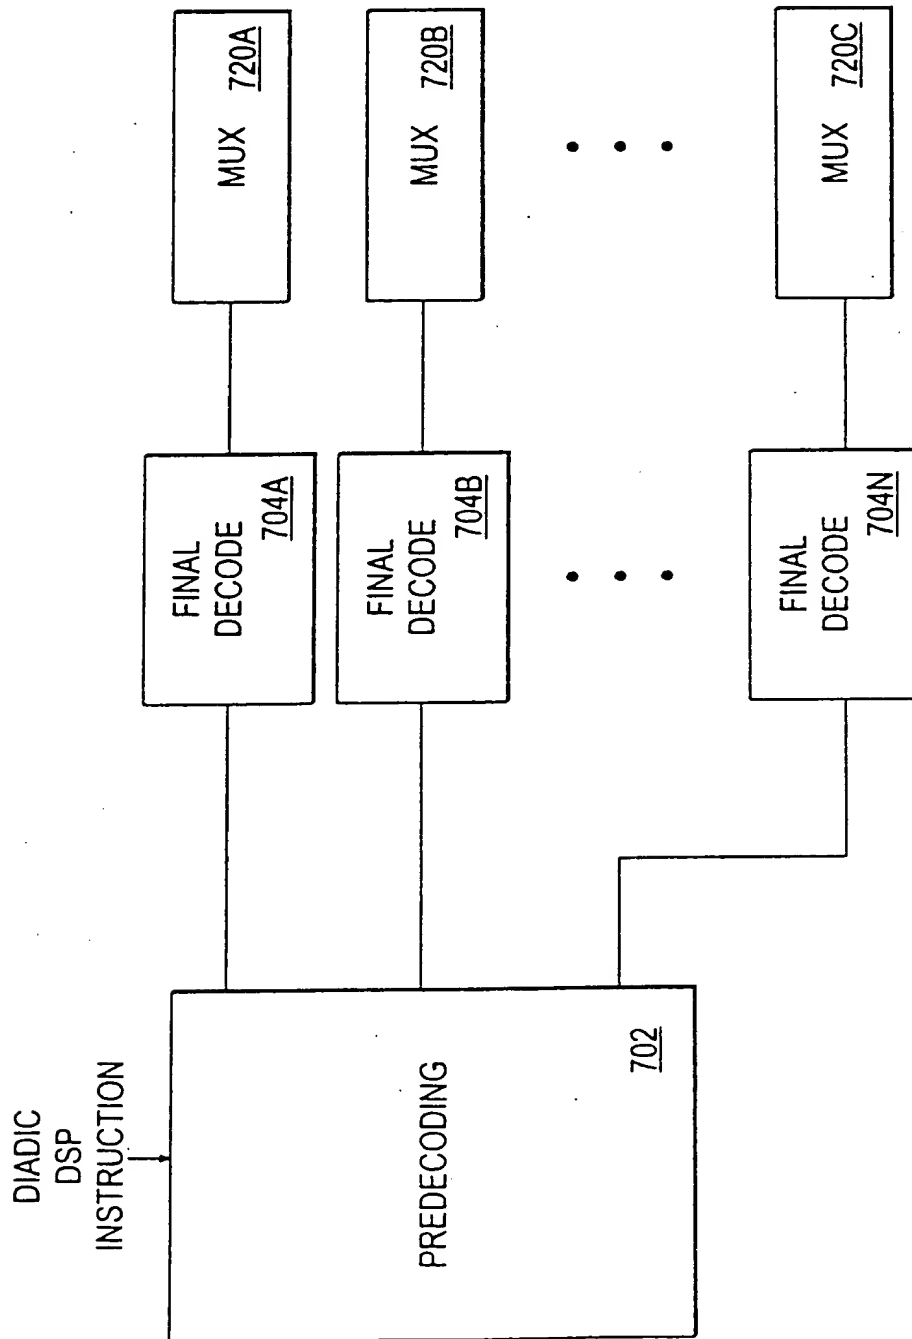 DIADIC
DSP
INSTRUCTION
PREDECODING
702
FINAL
DECODE
704A
FINAL
DECODE
704B
FINAL
DECODE
704N
MUX 720A
MUX 720B
MUX 720C